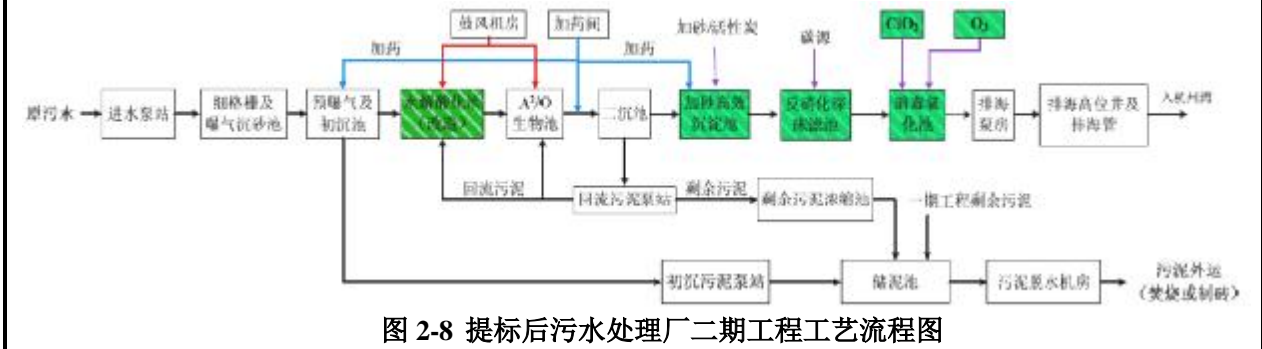 鼓风机房
加药间
加砂/活性炭
碳源
ClO₂
O₃
加药
加药
原污水
进水泵站
细格栅及
曝气沉砂池
预曝气及
初沉池
水解酸化池
(改造)
A²/O
生物池
二沉池
加砂高效
沉淀池
反硝化深
床滤池
消毒氧
化池
排海
泵房
排海高位井及
排海管
入杭州湾
回流污泥
回流污泥泵站
剩余污泥
剩余污泥浓缩池
一期工程剩余污泥
初沉污泥泵站
储泥池
污泥脱水机房
污泥外运
(焚烧或制砖)
图 2-8 提标后污水处理厂二期工程工艺流程图